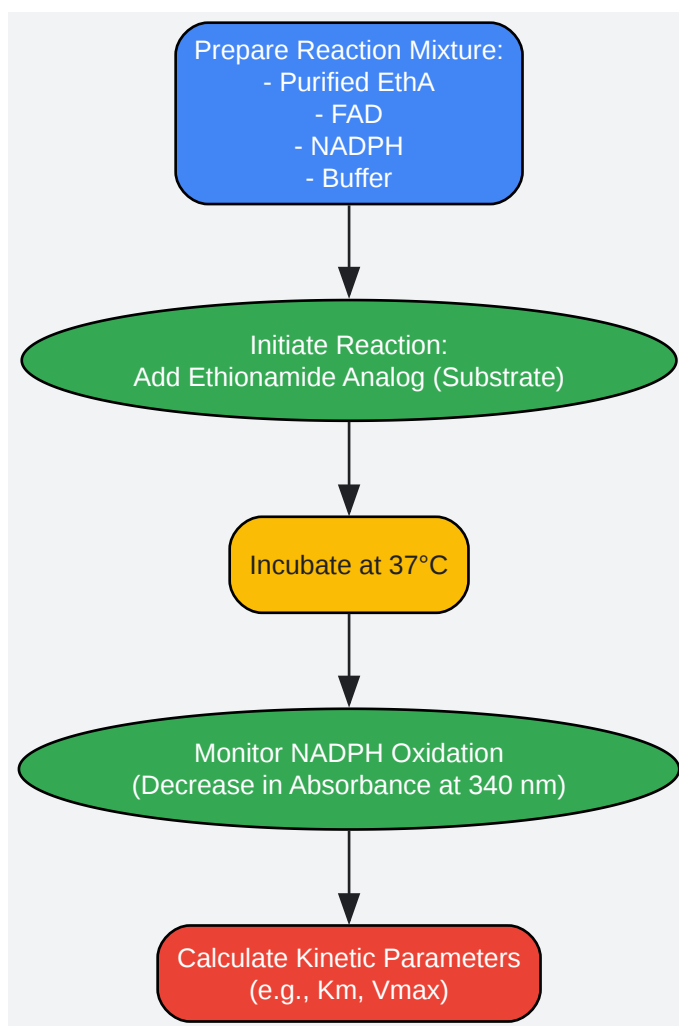 Prepare Reaction Mixture:
- Purified EthA
- FAD
- NADPH
- Buffer
Initiate Reaction:
Add Ethionamide Analog (Substrate)
Incubate at 37°C
Monitor NADPH Oxidation
(Decrease in Absorbance at 340 nm)
Calculate Kinetic Parameters
(e.g., Km, Vmax)